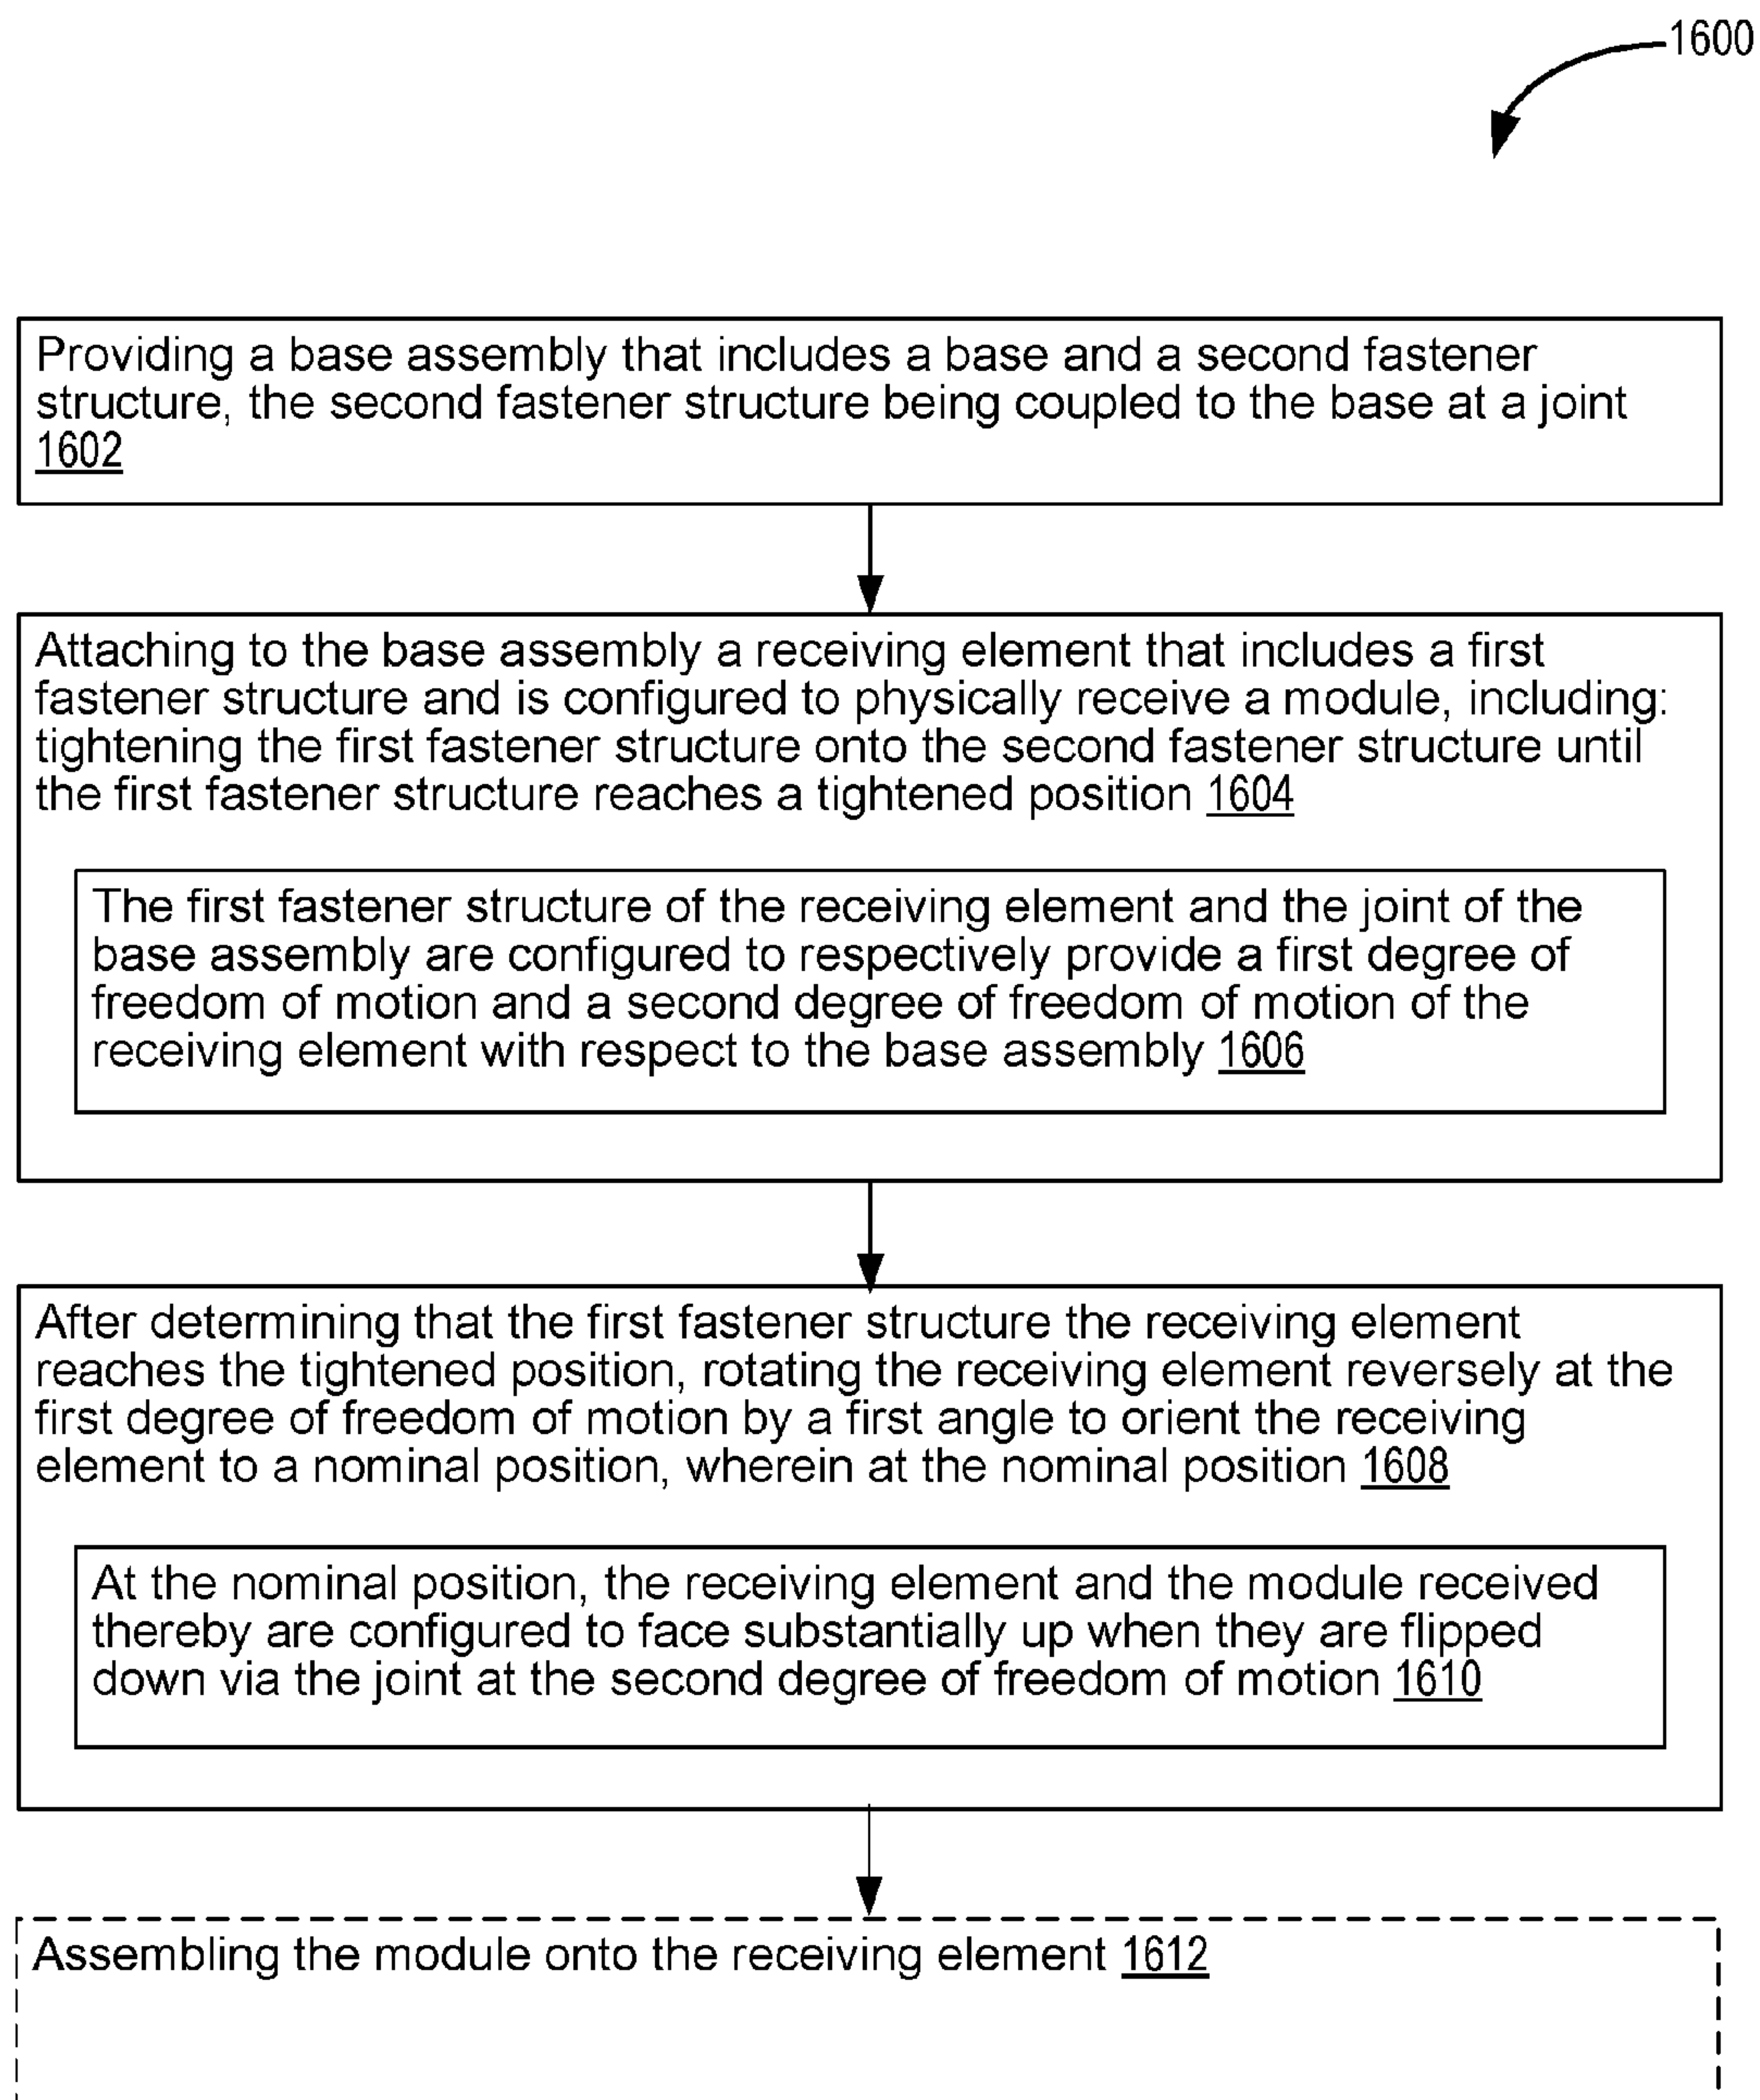 1600
Providing a base assembly that includes a base and a second fastener
structure, the second fastener structure being coupled to the base at a joint
1602
Attaching to the base assembly a receiving element that includes a first
fastener structure and is configured to physically receive a module, including:
tightening the first fastener structure onto the second fastener structure until
the first fastener structure reaches a tightened position 1604
The first fastener structure of the receiving element and the joint of the
base assembly are configured to respectively provide a first degree of
freedom of motion and a second degree of freedom of motion of the
receiving element with respect to the base assembly 1606
After determining that the first fastener structure the receiving element
reaches the tightened position, rotating the receiving element reversely at the
first degree of freedom of motion by a first angle to orient the receiving
element to a nominal position, wherein at the nominal position 1608
At the nominal position, the receiving element and the module received
thereby are configured to face substantially up when they are flipped
down via the joint at the second degree of freedom of motion 1610
Assembling the module onto the receiving element 1612